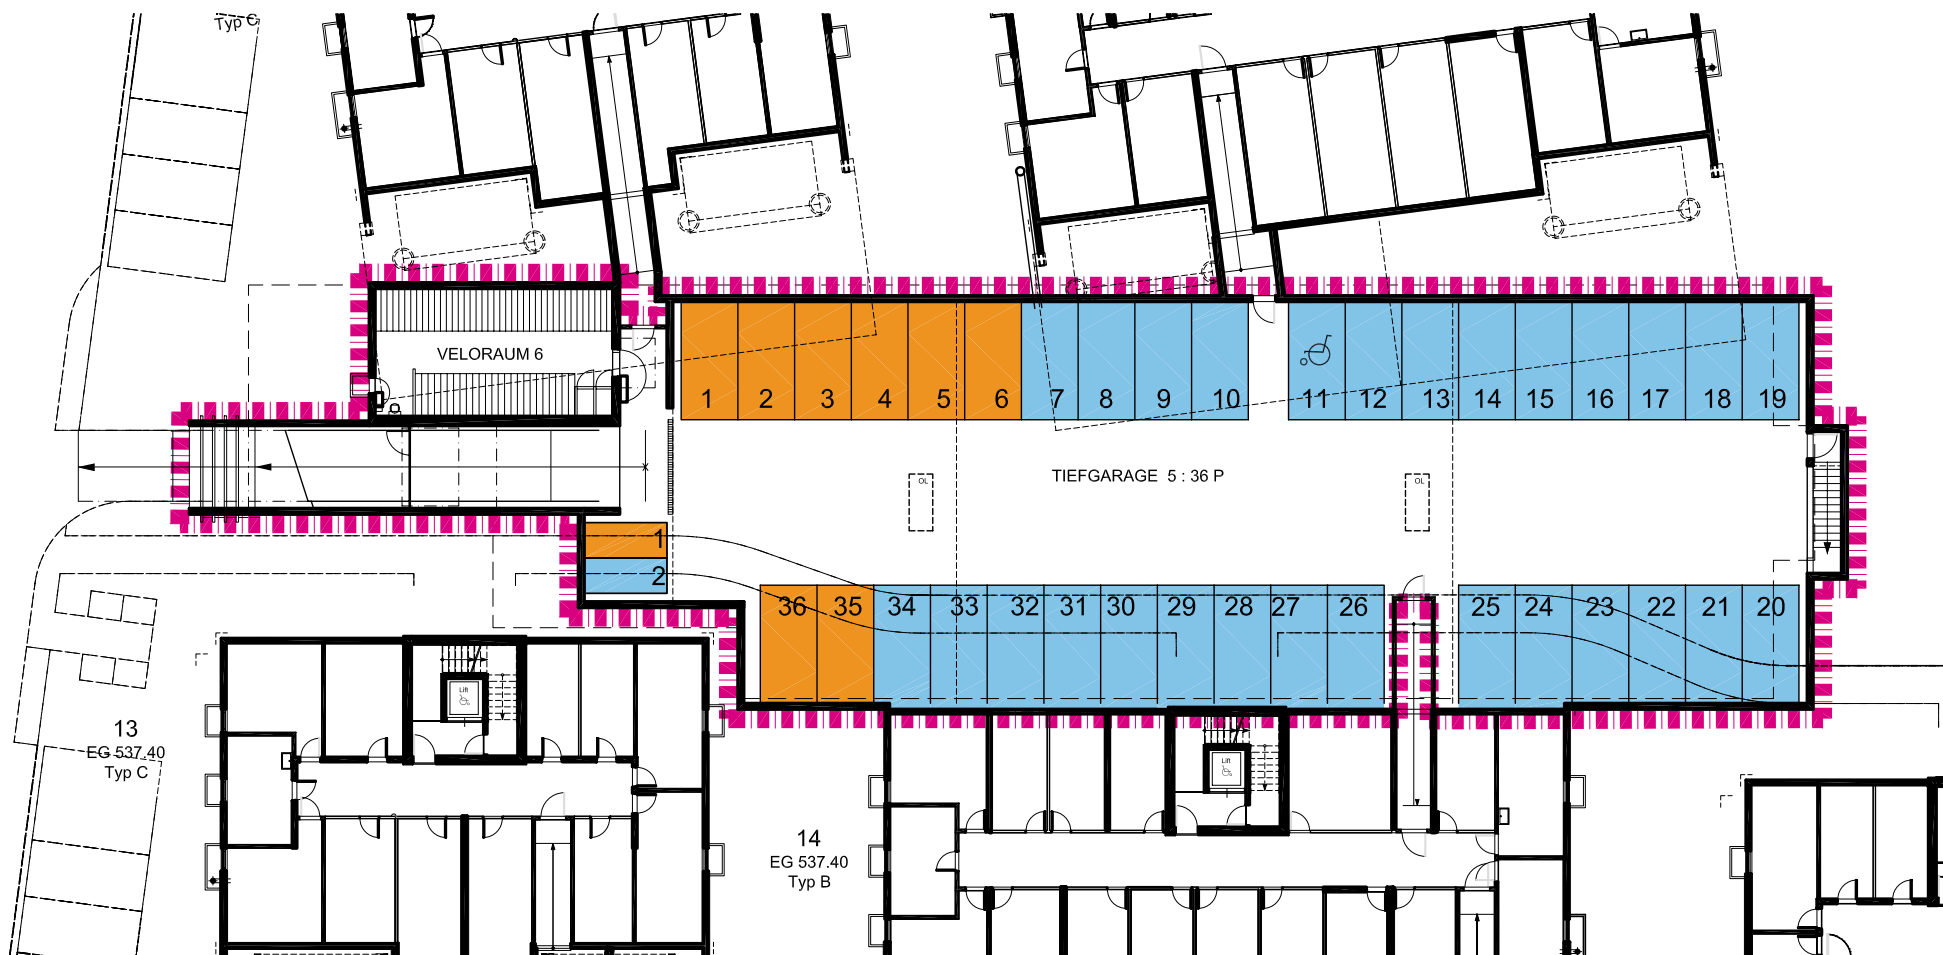 Typ C
VELORAUM 6
1 2 3 4 5 6 7 8 9 10 11 12 13 14 15 16 17 18 19
TIEFGARAGE 5 : 36 P
OL
OL
1
2
36 35 34 33 32 31 30 29 28 27 26 25 24 23 22 21 20
Lift
13
EG 537.40
Typ C
Lift
14
EG 537.40
Typ B